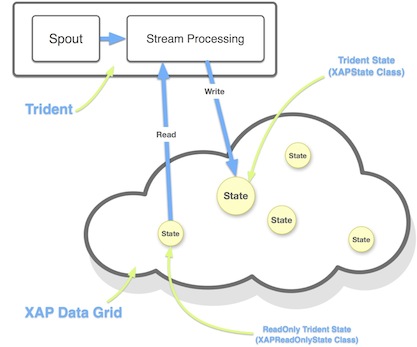 Spout
Stream Processing
Trident State
(XAPState Class)
Trident
Write
Read
State
State
State
State
State
XAP Data Grid
ReadOnly Trident State
(XAPReadOnlyState Class)